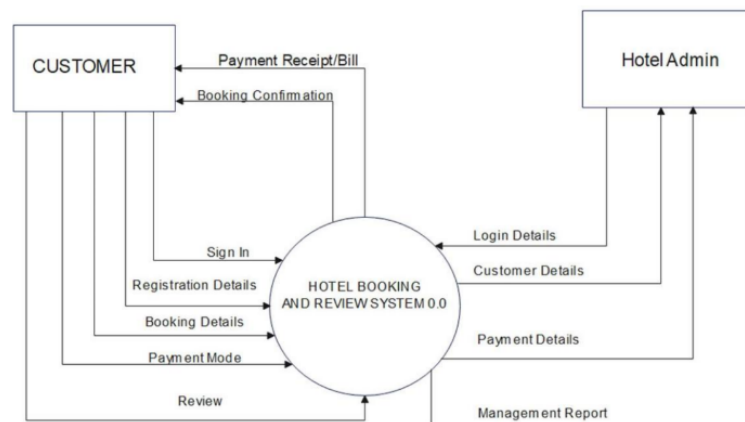 CUSTOMER
Payment Receipt/Bill
Hotel Admin
Booking Confirmation
Login Details
Sign In
Customer Details
Registration Details
HOTEL BOOKING
AND REVIEW SYSTEM 0.0
Booking Details
Payment Details
Payment Mode
Review
Management Report